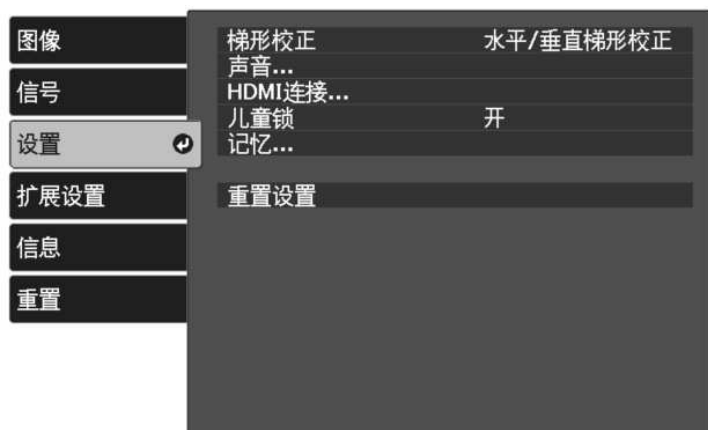 图像
信号
设置
扩展设置
信息
重置
梯形校正 水平/垂直梯形校正
声音...
HDMI连接...
儿童锁 开
记忆...
重置设置